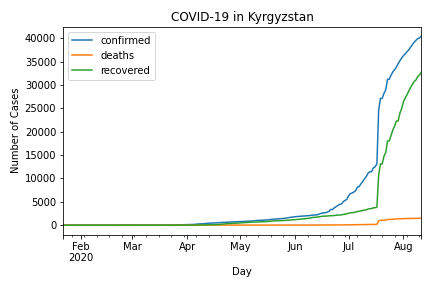 COVID-19 in Kyrgyzstan
confirmed
deaths
recovered
Number of Cases
40000
35000
30000
25000
20000
15000
10000
5000
0
Feb
2020
Mar
Apr
May
Jun
Jul
Aug
Day